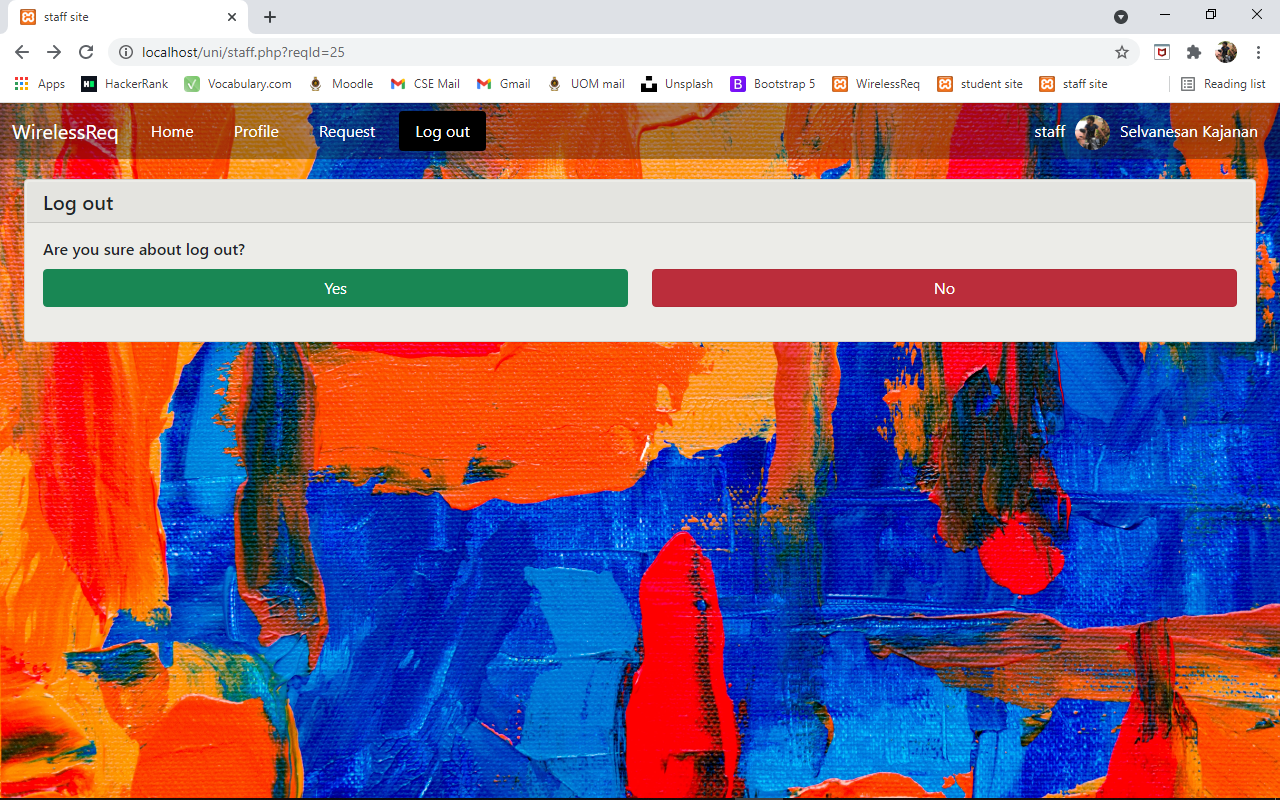 staff site
localhost/uni/staff.php?reqId=25
Apps HackerRank Vocabulary.com Moodle CSE Mail Gmail UOM mail Unsplash B Bootstrap 5 WirelessReq student site staff site Reading list
WirelessReq Home Profile Request Log out staff Selvanesan Kajanan
Log out
Are you sure about log out?
Yes No